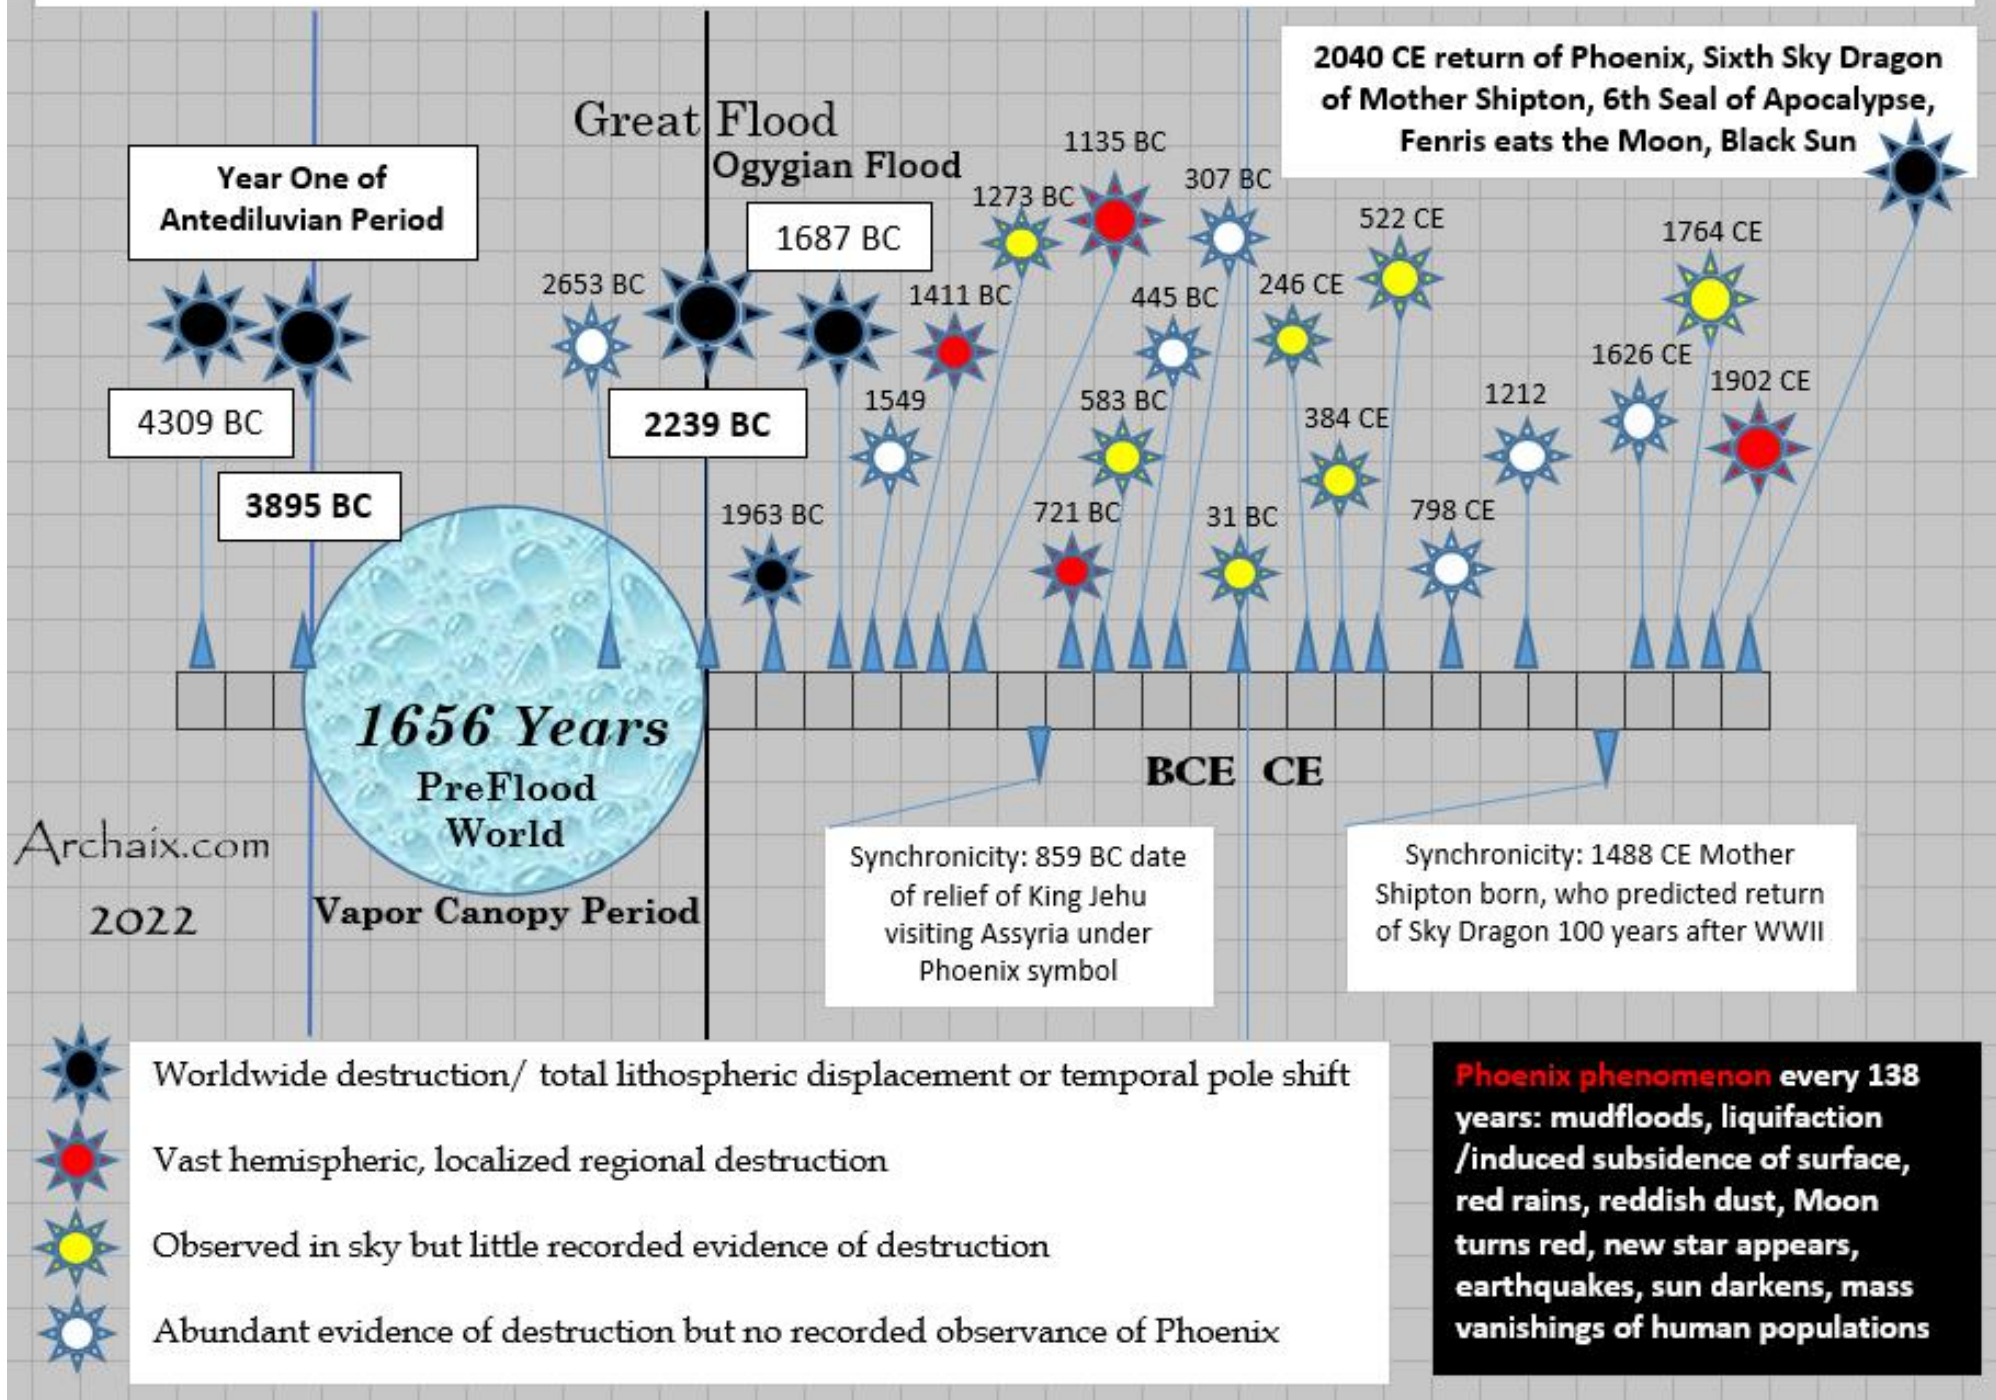 2040 CE return of Phoenix, Sixth Sky Dragon
of Mother Shipton, 6th Seal of Apocalypse,
Fenris eats the Moon, Black Sun
Great Flood
Ogygian Flood
Year One of
Antediluvian Period
4309 BC
3895 BC
2653 BC
2239 BC
1963 BC
1687 BC
1549
1411 BC
1273 BC
1135 BC
721 BC
583 BC
445 BC
307 BC
31 BC
246 CE
384 CE
522 CE
798 CE
1212
1626 CE
1764 CE
1902 CE
1656 Years
PreFlood
World
Vapor Canopy Period
BCE CE
Archaix.com
2022
Synchronicity: 859 BC date
of relief of King Jehu
visiting Assyria under
Phoenix symbol
Synchronicity: 1488 CE Mother
Shipton born, who predicted return
of Sky Dragon 100 years after WWII
Worldwide destruction/ total lithospheric displacement or temporal pole shift
Vast hemispheric, localized regional destruction
Observed in sky but little recorded evidence of destruction
Abundant evidence of destruction but no recorded observance of Phoenix
Phoenix phenomenon every 138
years: mudfloods, liquifaction
/induced subsidence of surface,
red rains, reddish dust, Moon
turns red, new star appears,
earthquakes, sun darkens, mass
vanishings of human populations